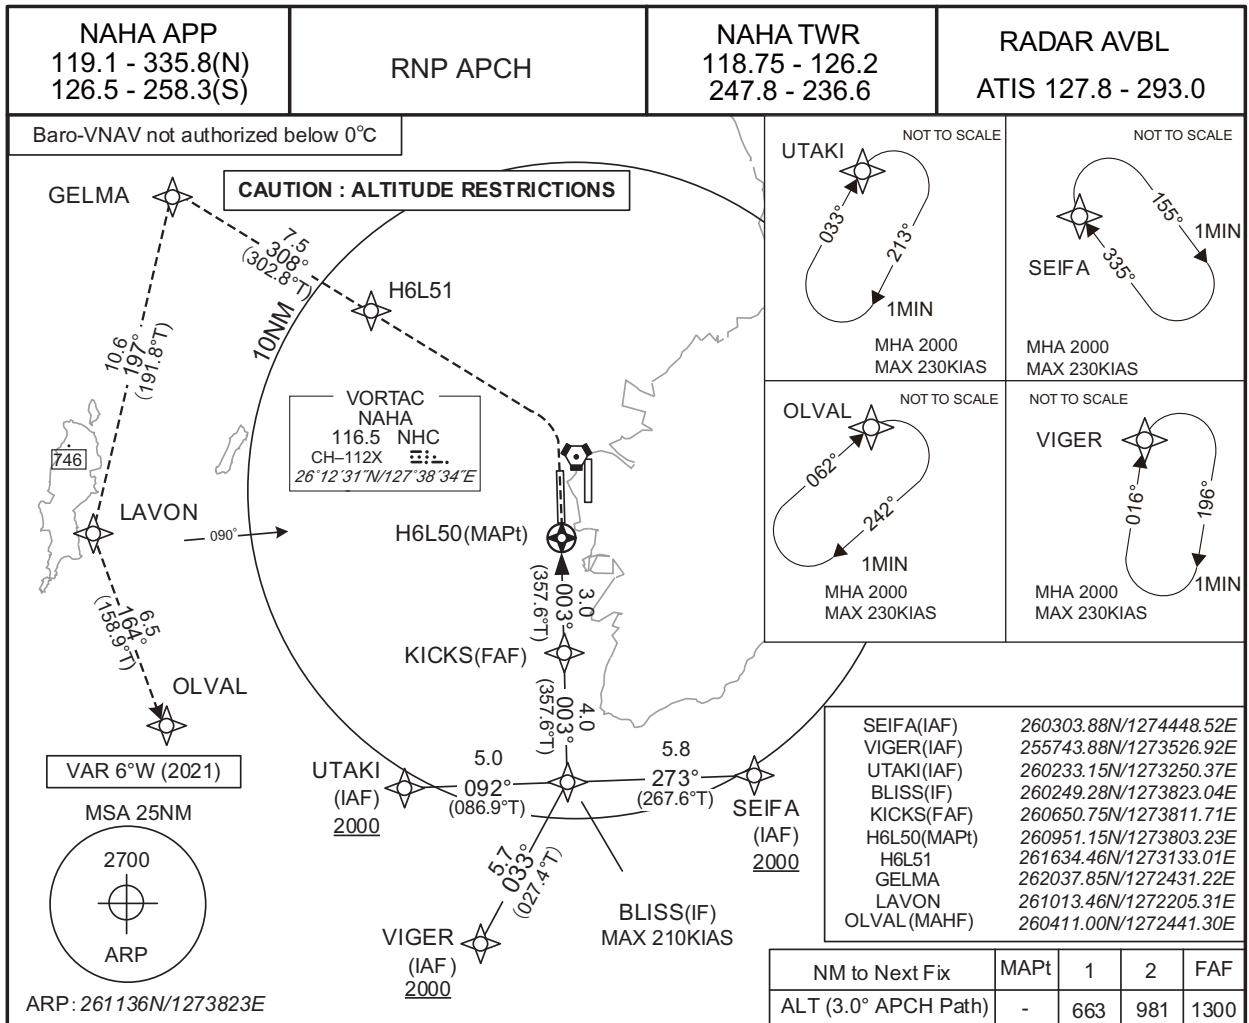 NAHA APP
119.1 - 335.8(N)
126.5 - 258.3(S)
RNP APCH
NAHA TWR
118.75 - 126.2
247.8 - 236.6
RADAR AVBL
ATIS 127.8 - 293.0
Baro-VNAV not authorized below 0°C
CAUTION : ALTITUDE RESTRICTIONS
GELMA
7.5
308°
(302.8°T)
H6L51
10NM
10.6
197°
(191.8°T)
VORTAC
NAHA
116.5 NHC
CH–112X
26°12´31˝N/127°38´34˝E
746
LAVON
090°
H6L50(MAPt)
6.5
164°
(158.9°T)
3.0
003°
(357.6°T)
KICKS(FAF)
OLVAL
4.0
003°
(357.6°T)
VAR 6°W (2021)
UTAKI
(IAF)
2000
5.0
092°
(086.9°T)
5.8
273°
(267.6°T)
SEIFA
(IAF)
2000
5.7
033°
(027.4°T)
BLISS(IF)
MAX 210KIAS
VIGER
(IAF)
2000
MSA 25NM
2700
ARP
ARP: 261136N/1273823E
NOT TO SCALE
UTAKI
033°
213°
1MIN
MHA 2000
MAX 230KIAS
NOT TO SCALE
SEIFA
155°
335°
1MIN
MHA 2000
MAX 230KIAS
NOT TO SCALE
OLVAL
062°
242°
1MIN
MHA 2000
MAX 230KIAS
NOT TO SCALE
VIGER
016°
196°
1MIN
MHA 2000
MAX 230KIAS
SEIFA(IAF) 260303.88N/1274448.52E
VIGER(IAF) 255743.88N/1273526.92E
UTAKI(IAF) 260233.15N/1273250.37E
BLISS(IF) 260249.28N/1273823.04E
KICKS(FAF) 260650.75N/1273811.71E
H6L50(MAPt) 260951.15N/1273803.23E
H6L51 261634.46N/1273133.01E
GELMA 262037.85N/1272431.22E
LAVON 261013.46N/1272205.31E
OLVAL(MAHF) 260411.00N/1272441.30E
NM to Next Fix MAPt 1 2 FAF
ALT (3.0° APCH Path) - 663 981 1300